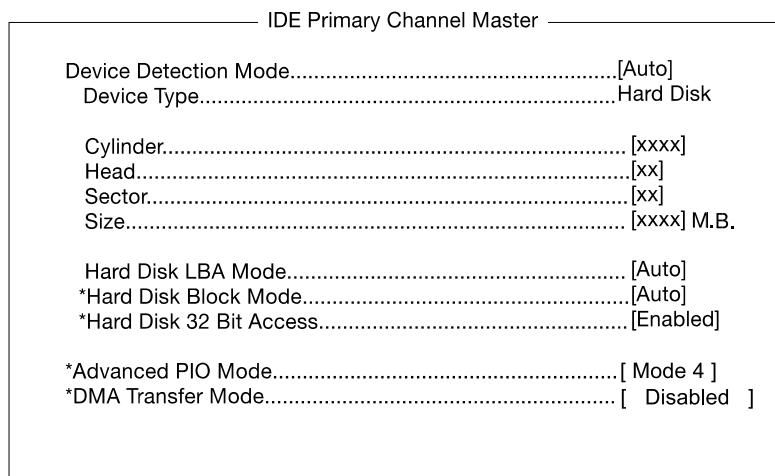 IDE Primary Channel Master
Device Detection Mode......................................................[Auto]
Device Type.....................................................................Hard Disk
Cylinder............................................................................. [xxxx]
Head.................................................................................[xx]
Sector...............................................................................[xx]
Size................................................................................... [xxxx] M.B.
Hard Disk LBA Mode........................................................ [Auto]
*Hard Disk Block Mode......................................................[Auto]
*Hard Disk 32 Bit Access................................................... [Enabled]
*Advanced PIO Mode.........................................................[ Mode 4 ]
*DMA Transfer Mode.......................................................... [ Disabled ]